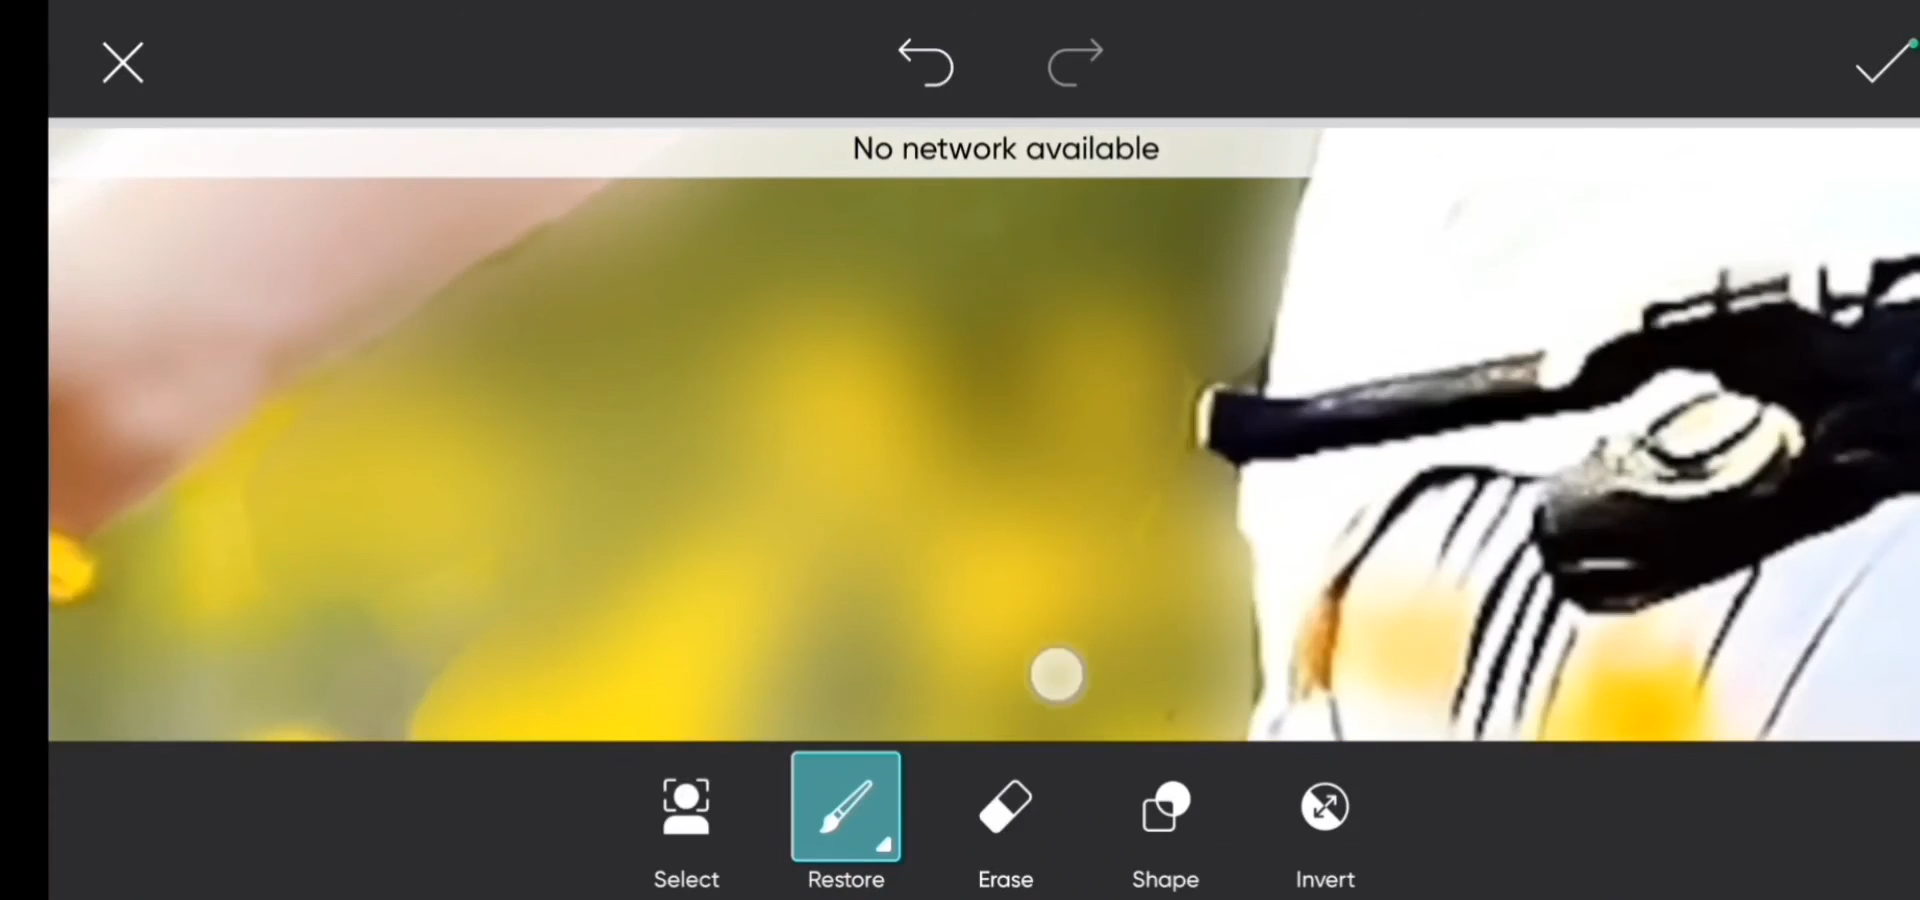 No network available
Select
Restore
Erase
Shape
Invert